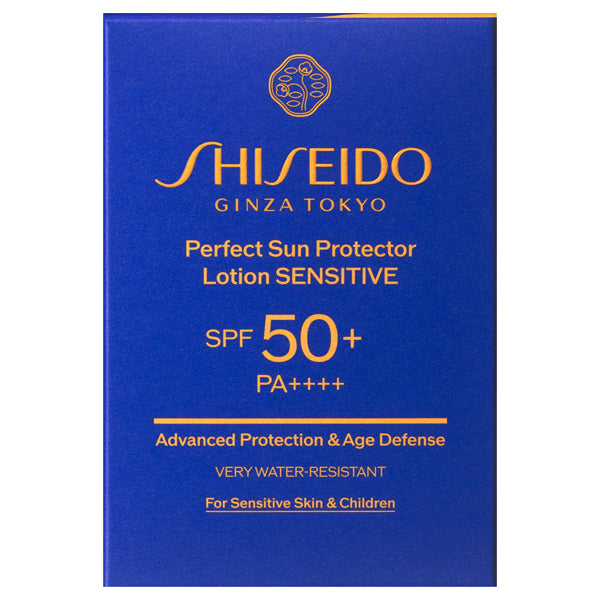 SHISEIDO
GINZA TOKYO
Perfect Sun Protector
Lotion SENSITIVE
SPF 50+
PA++++
Advanced Protection & Age Defense
VERY WATER-RESISTANT
For Sensitive Skin & Children